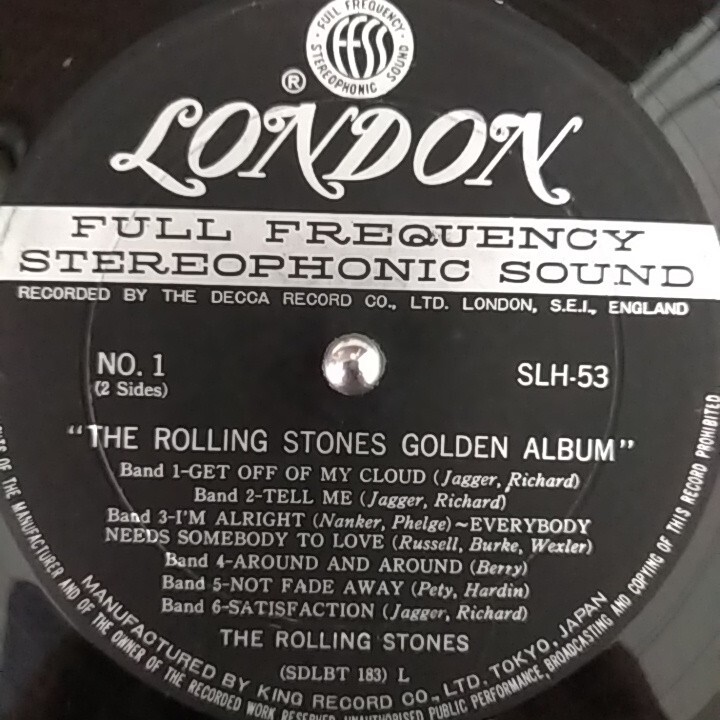 FULL FREQUENCY
FFSS
STEREOPHONIC SOUND
®
LONDON
FULL FREQUENCY
STEREOPHONIC SOUND
RECORDED BY THE DECCA RECORD CO., LTD. LONDON, S.E.I., ENGLAND
NO. 1
(2 Sides)
SLH-53
"THE ROLLING STONES GOLDEN ALBUM"
Band 1-GET OFF OF MY CLOUD (Jagger, Richard)
Band 2-TELL ME (Jagger, Richard)
Band 3-I'M ALRIGHT (Nanker, Phelge)~EVERYBODY
NEEDS SOMEBODY TO LOVE (Russell, Burke, Wexler)
Band 4-AROUND AND AROUND (Berry)
Band 5-NOT FADE AWAY (Pety, Hardin)
Band 6-SATISFACTION (Jagger, Richard)
THE ROLLING STONES
(SDLBT 183) L
MANUFACTURED BY KING RECORD CO., LTD. TOKYO, JAPAN
OF THE MANUFACTURER AND OF THE OWNER OF THE RECORDED WORK RESERVED UNAUTHORISED PUBLIC PERFORMANCE, BROADCASTING AND COPYING OF THIS RECORD PROHIBITED